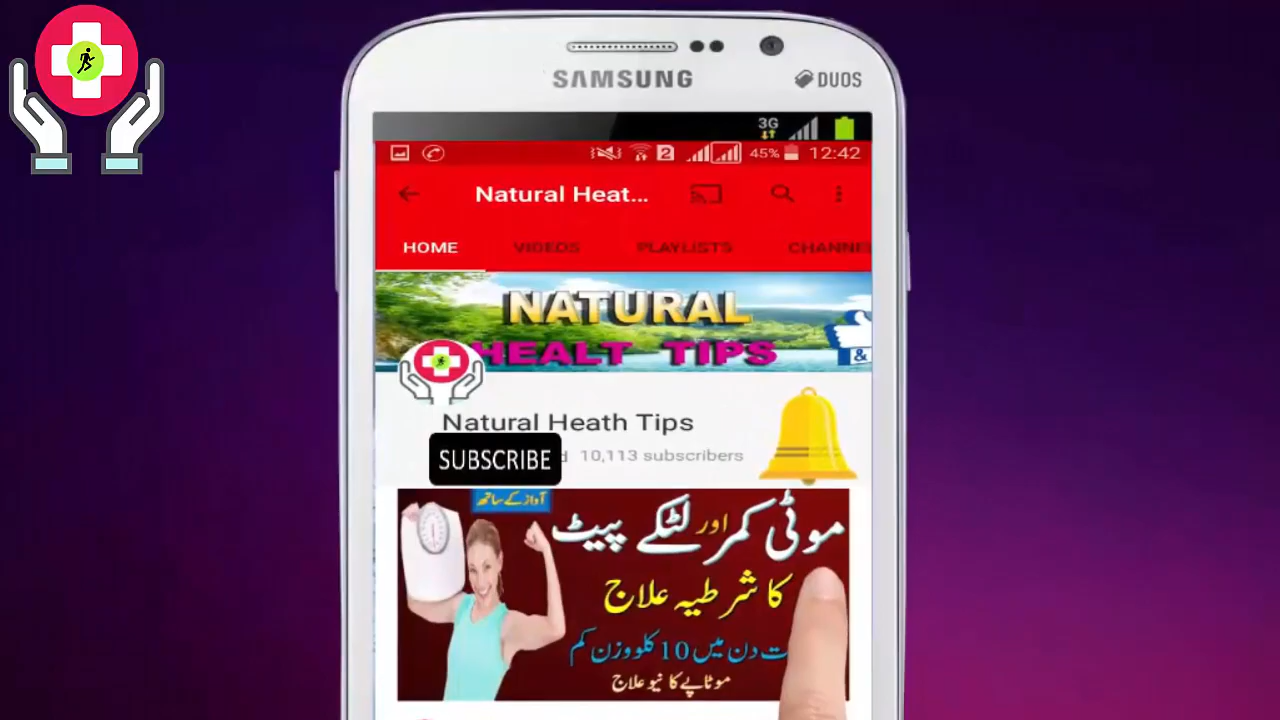 SAMSUNG
DUOS
3G
2 45% 12:42
Natural Heat...
HOME VIDEOS PLAYLISTS CHANNE
NATURAL
HEALT TIPS
&
Natural Heath Tips
SUBSCRIBE
10,113 subscribers
آواز کے ساتھ
موٹی کمر اور لٹکے پیٹ
کا شرطیہ علاج
دن میں 10 کلو وزن کم
موٹاپے کا نیو علاج